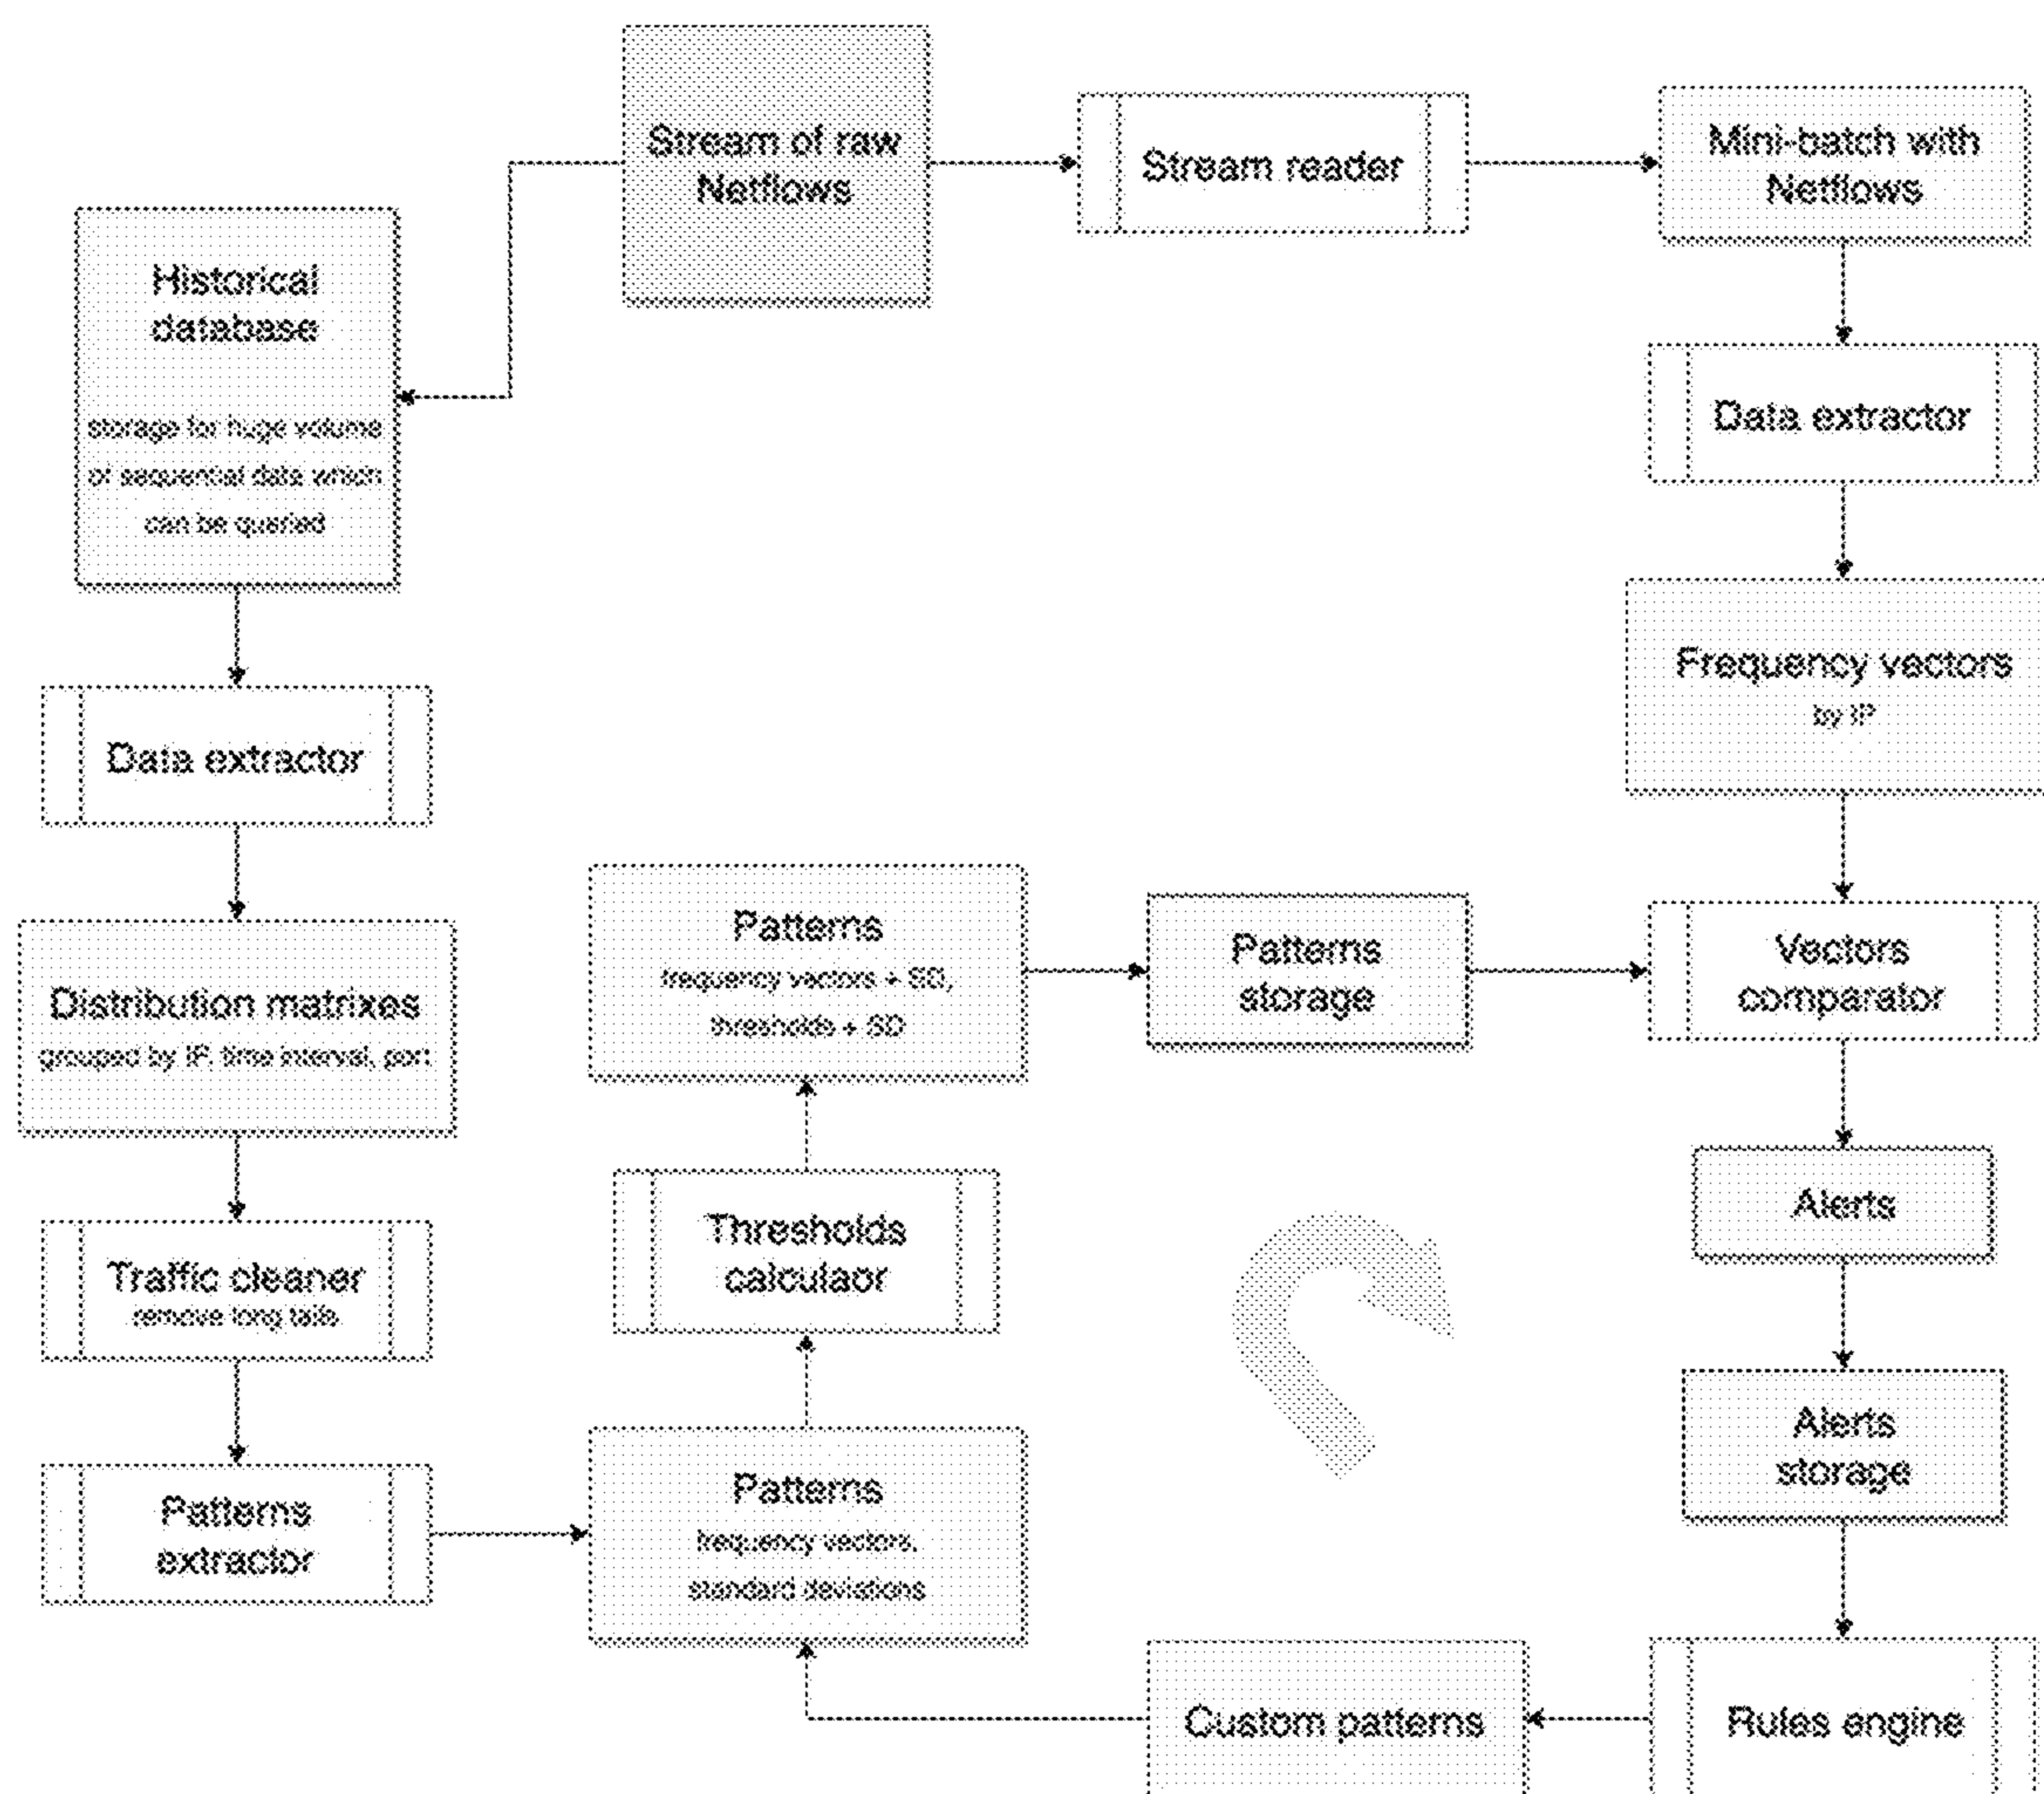 Stream of raw
Netflows
Stream reader
Mini-batch with
Netflows
Historical
database
storage for huge volume
of sequential data which
can be queried
Data extractor
Frequency vectors
by IP
Data extractor
Distribution matrixes
grouped by IP, time interval, port
Patterns
frequency vectors + SD,
thresholds + SD
Patterns
storage
Vectors
comparator
Thresholds
calculaor
Alerts
Traffic cleaner
remove long tails
Alerts
storage
Patterns
extractor
Patterns
frequency vectors,
standard deviations
Custom patterns
Rules engine